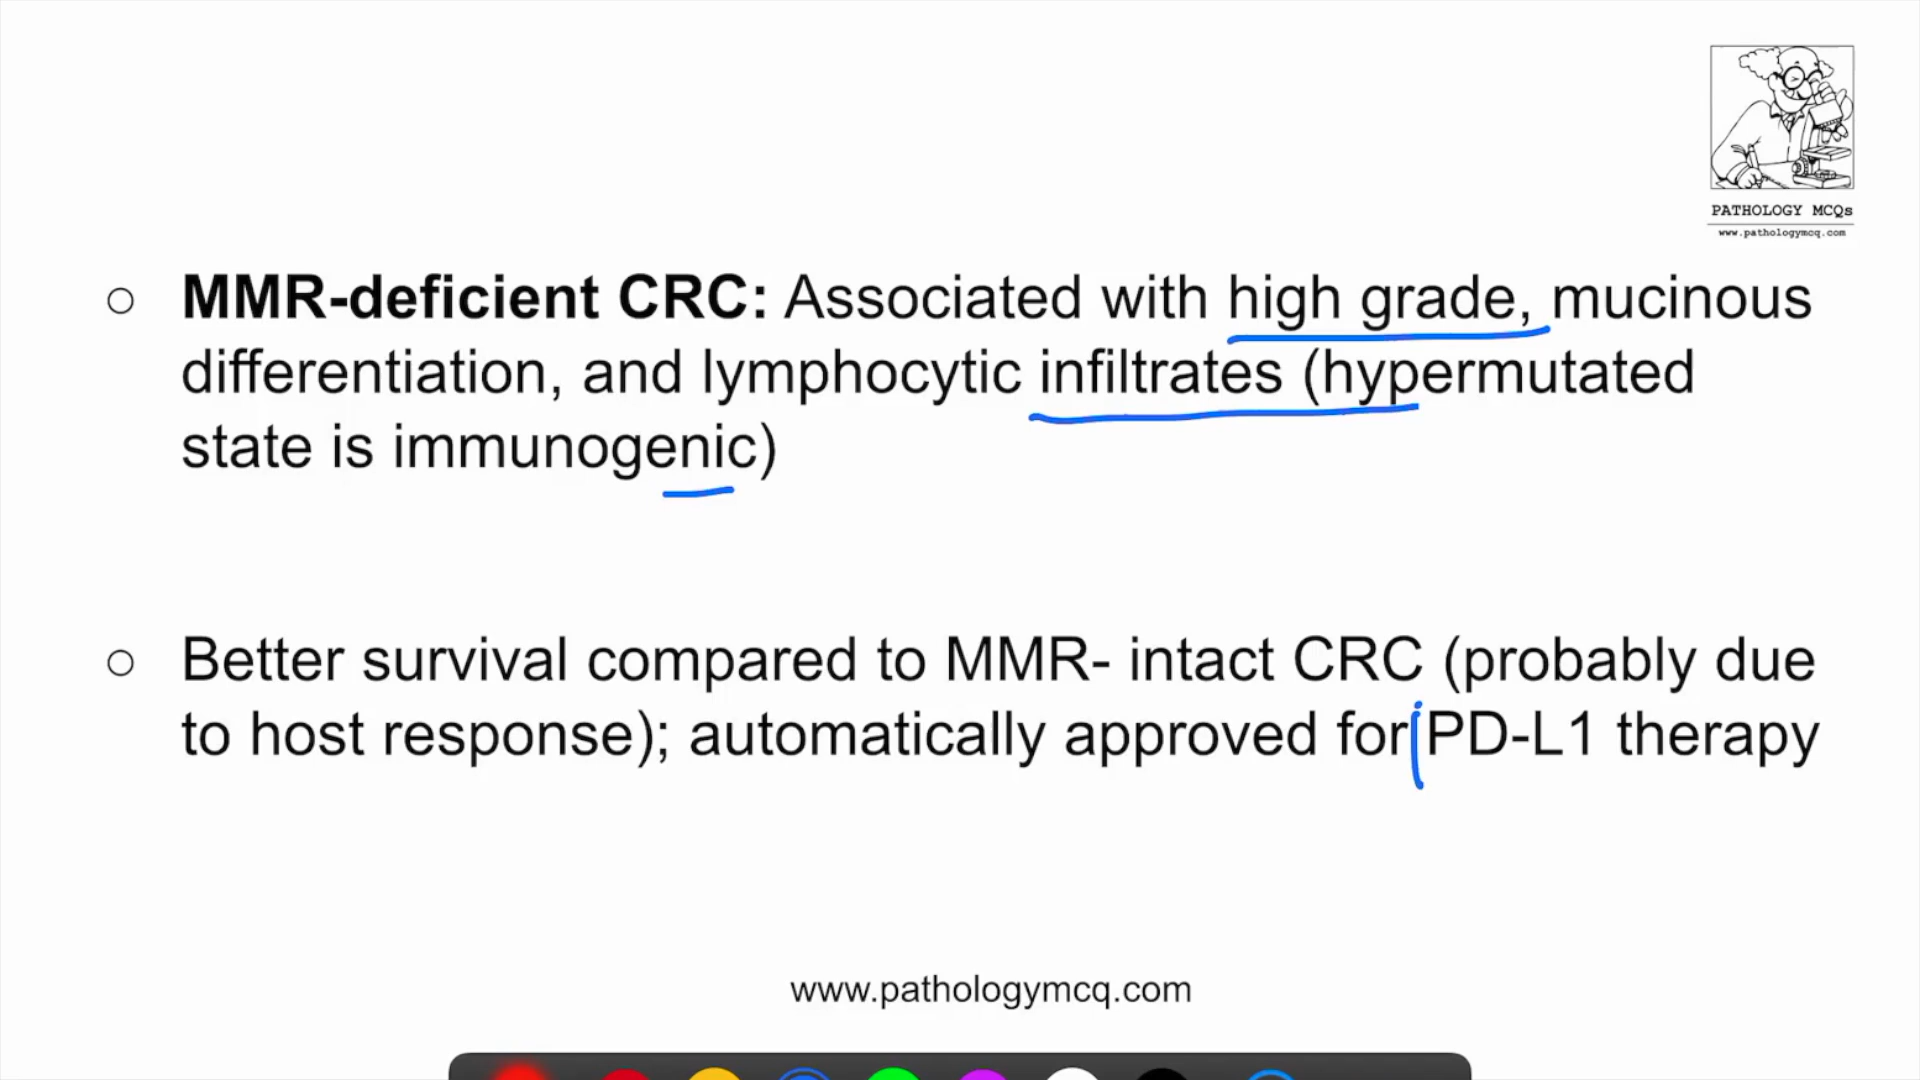 PATHOLOGY MCQs
www.pathologymcq.com
○ MMR-deficient CRC: Associated with high grade, mucinous
differentiation, and lymphocytic infiltrates (hypermutated
state is immunogenic)
○ Better survival compared to MMR- intact CRC (probably due
to host response); automatically approved for PD-L1 therapy
www.pathologymcq.com